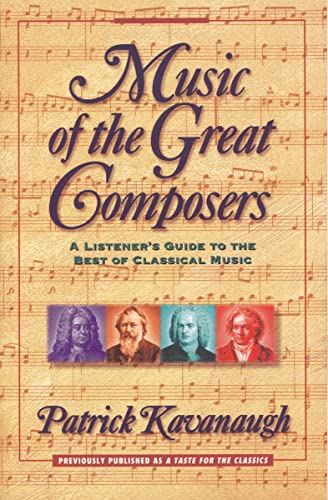 Music
of the Great
Composers
A Listener's Guide to the
Best of Classical Music
Patrick Kavanaugh
Previously Published as A Taste for the Classics